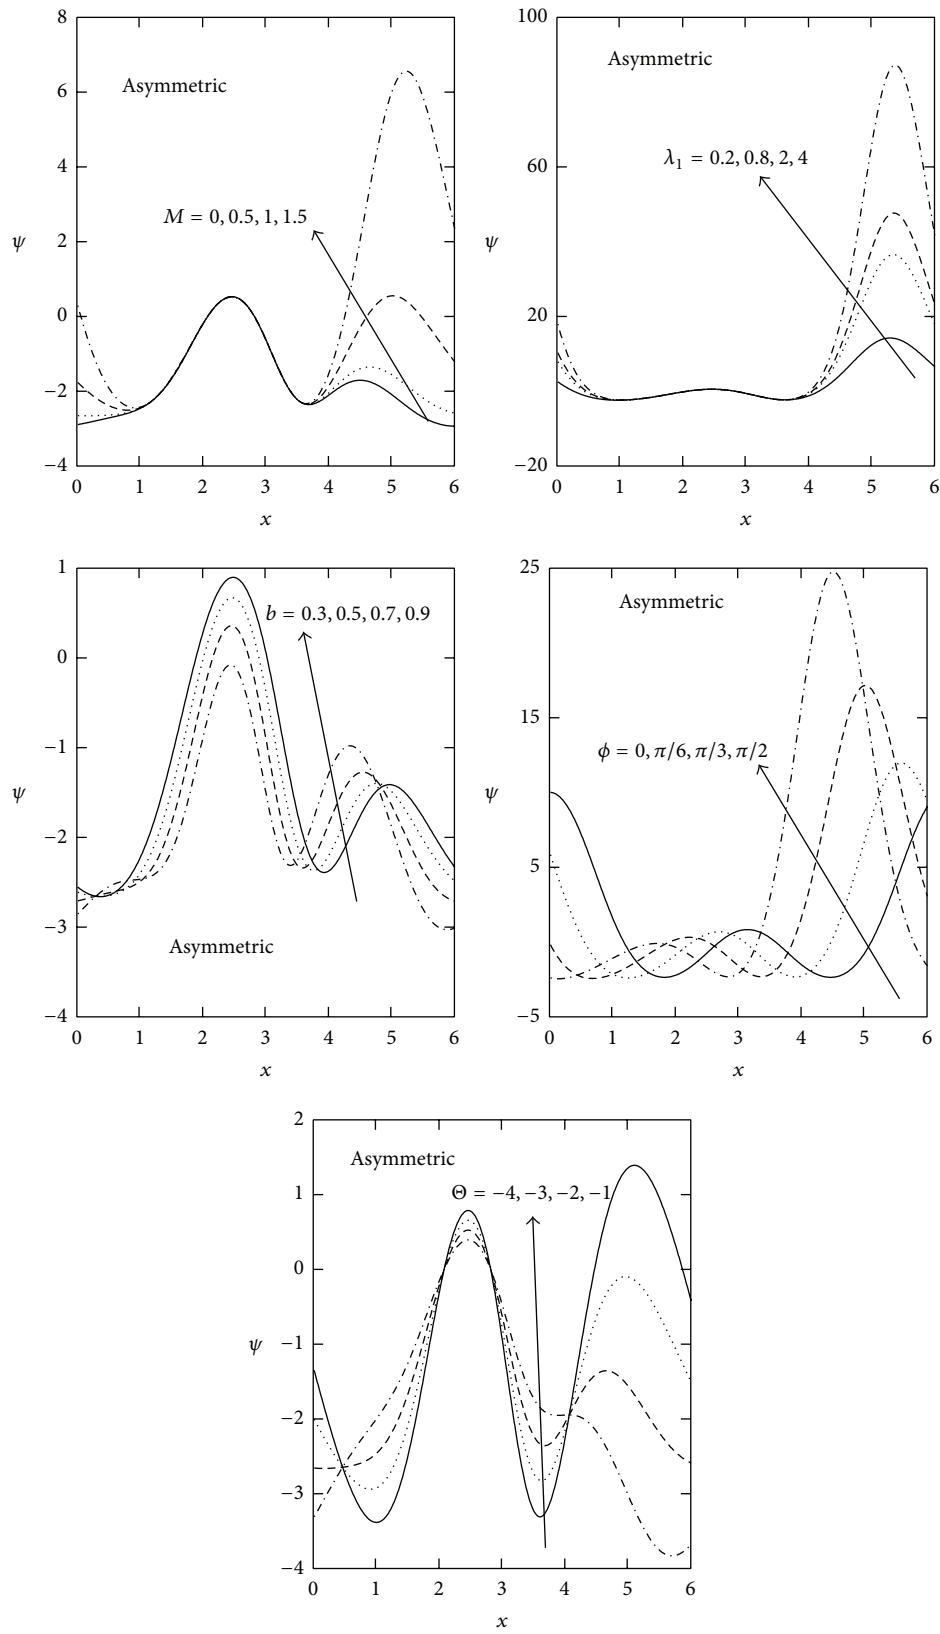 8
6
4
2
0
−2
−4
ψ
Asymmetric
M = 0, 0.5, 1, 1.5
0 1 2 3 4 5 6
x
100
60
20
−20
ψ
Asymmetric
λ₁ = 0.2, 0.8, 2, 4
0 1 2 3 4 5 6
x
1
0
−1
−2
−3
−4
ψ
b = 0.3, 0.5, 0.7, 0.9
Asymmetric
0 1 2 3 4 5 6
x
25
15
5
−5
ψ
Asymmetric
ϕ = 0, π/6, π/3, π/2
0 1 2 3 4 5 6
x
2
1
0
−1
−2
−3
−4
ψ
Asymmetric
Θ = −4, −3, −2, −1
0 1 2 3 4 5 6
x